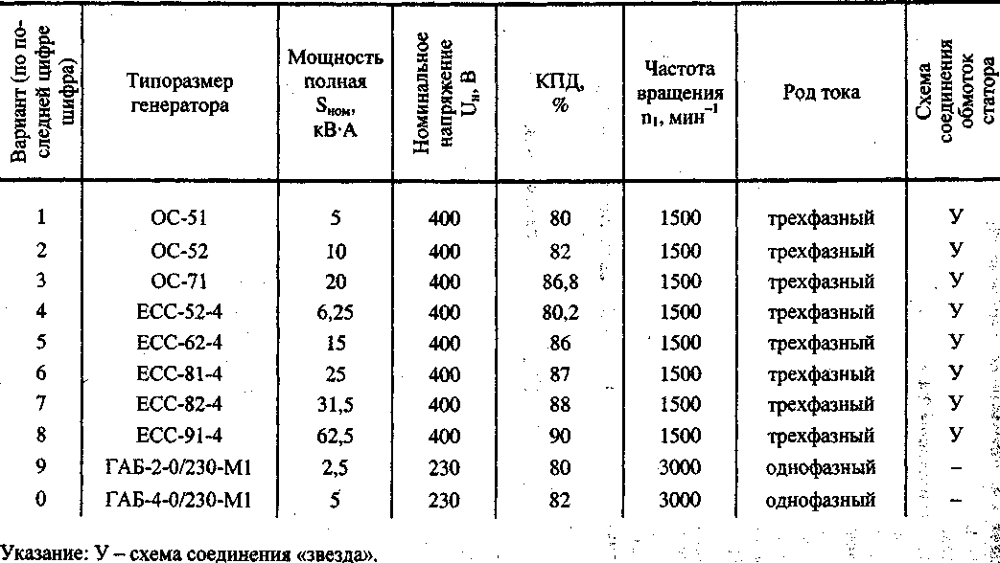 Вариант (по по-
следней цифре
шифра)
Типоразмер
генератора
Мощность
полная
Sном,
кВ·А
Номинальное
напряжение
Uн, В
КПД,
%
Частота
вращения
n₁, мин⁻¹
Род тока
Схема
соединения
обмоток
статора
1 ОС-51 5 400 80 1500 трехфазный У
2 ОС-52 10 400 82 1500 трехфазный У
3 ОС-71 20 400 86,8 1500 трехфазный У
4 ЕСС-52-4 6,25 400 80,2 1500 трехфазный У
5 ЕСС-62-4 15 400 86 1500 трехфазный У
6 ЕСС-81-4 25 400 87 1500 трехфазный У
7 ЕСС-82-4 31,5 400 88 1500 трехфазный У
8 ЕСС-91-4 62,5 400 90 1500 трехфазный У
9 ГАБ-2-0/230-М1 2,5 230 80 3000 однофазный –
0 ГАБ-4-0/230-М1 5 230 82 3000 однофазный –
Указание: У – схема соединения «звезда».